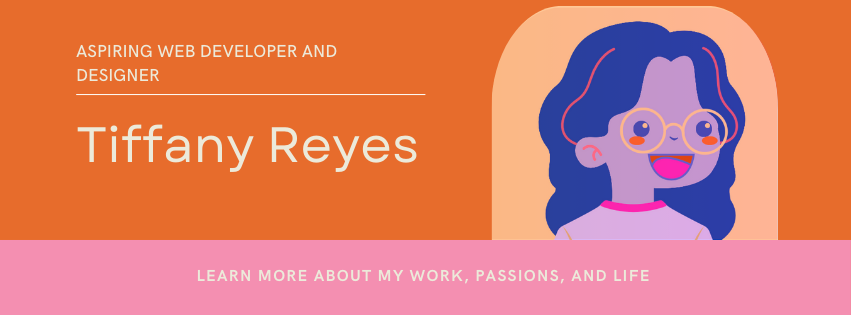 ASPIRING WEB DEVELOPER AND
DESIGNER
Tiffany Reyes
LEARN MORE ABOUT MY WORK, PASSIONS, AND LIFE